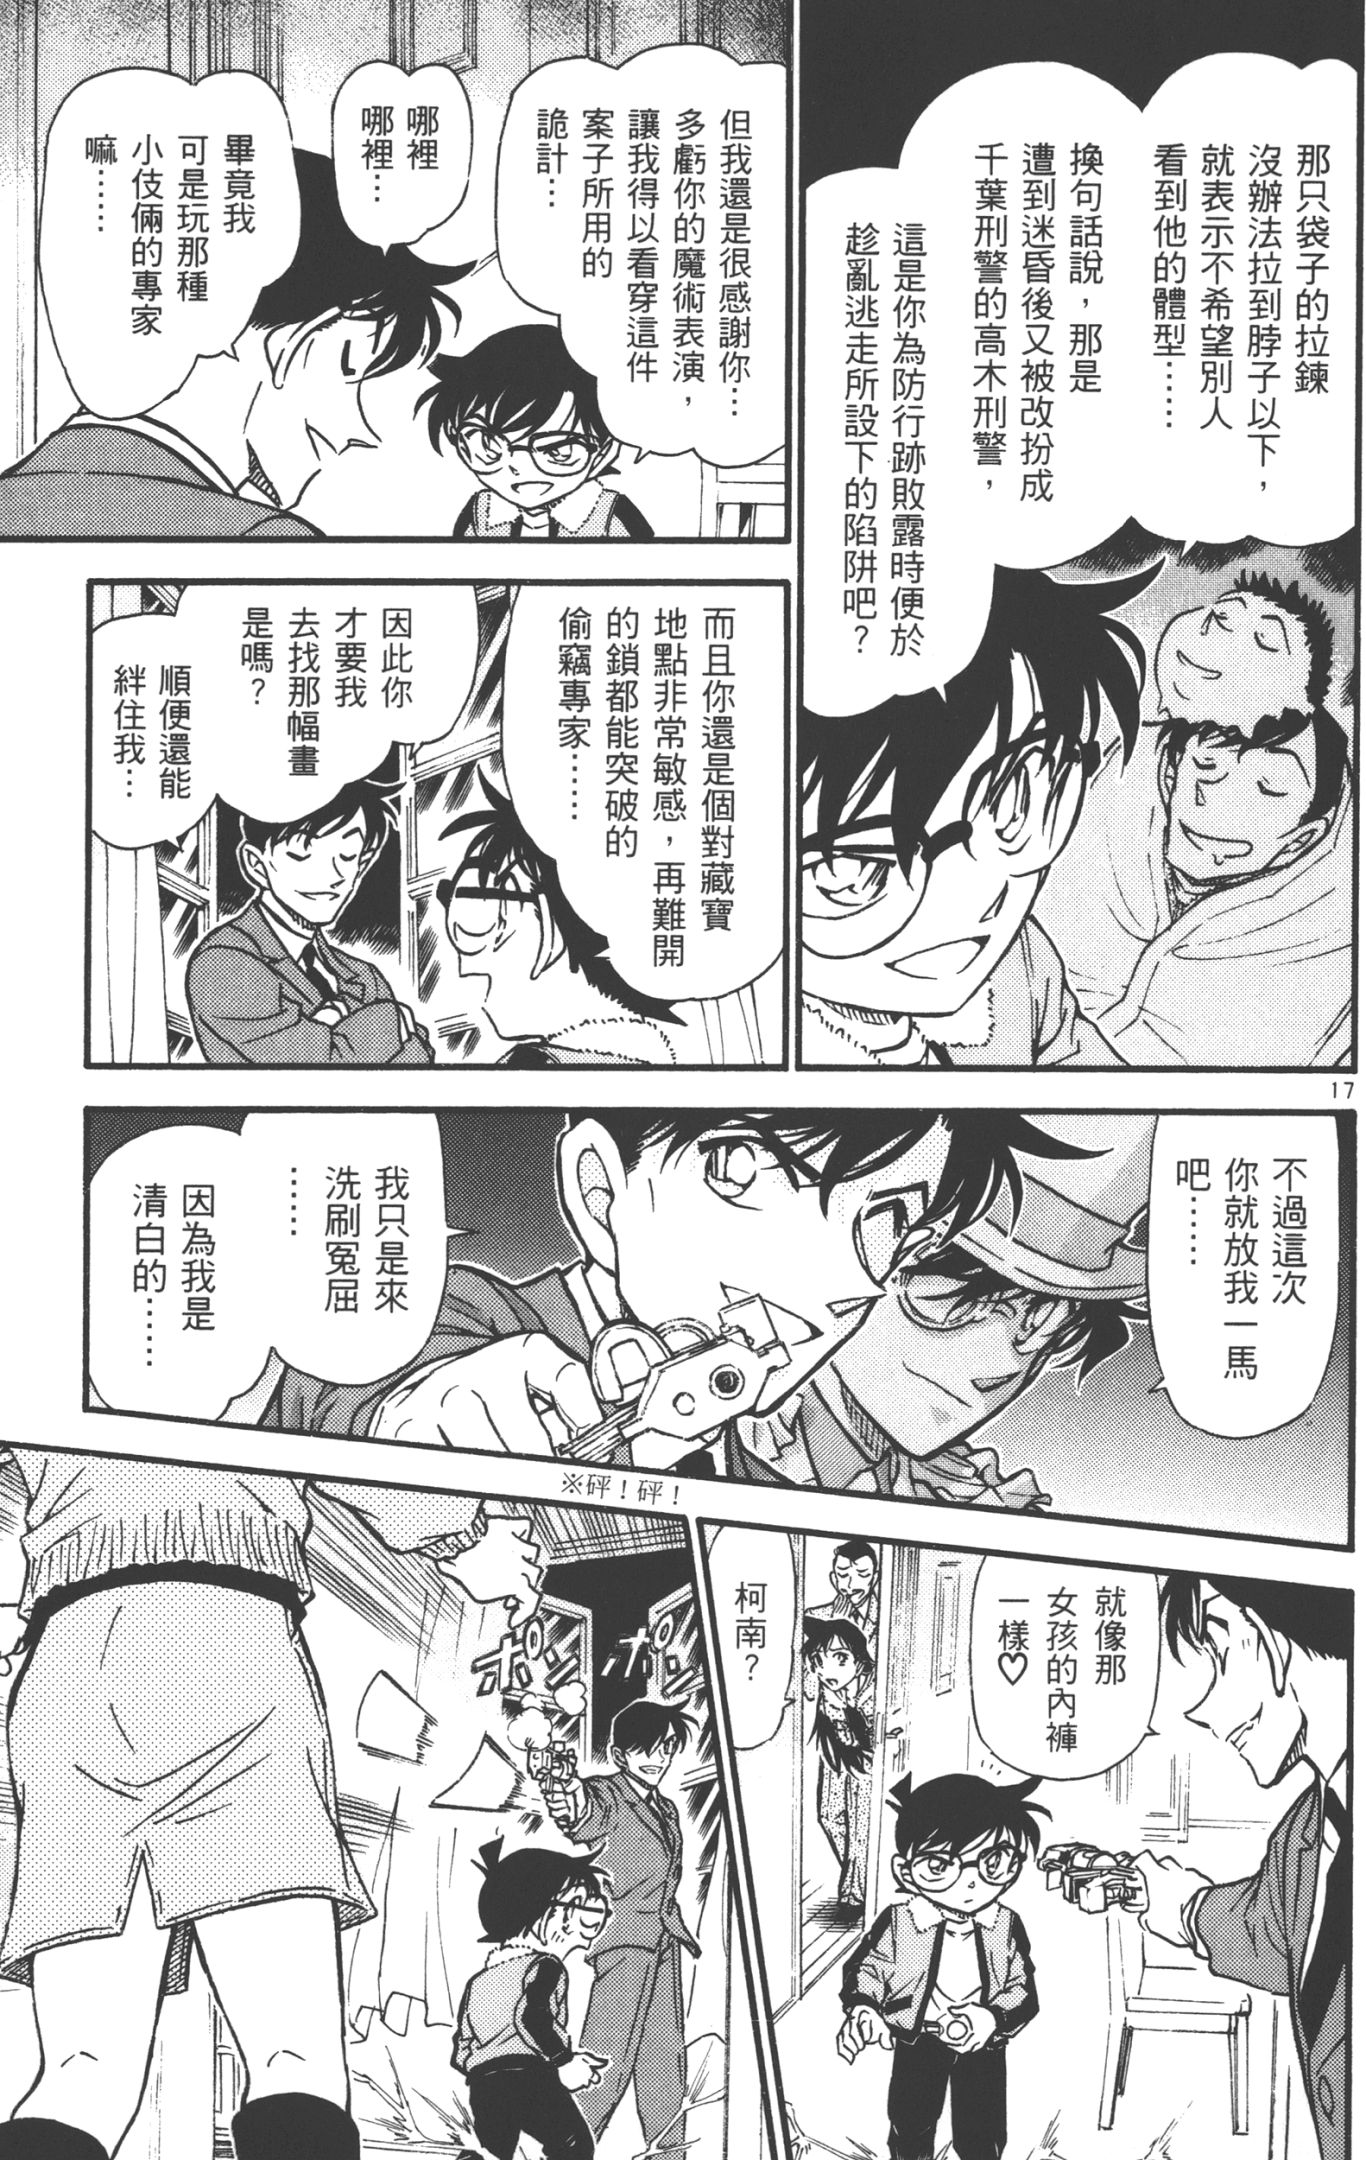 那只袋子的拉鍊
沒辦法拉到脖子以下，
就表示不希望別人
看到他的體型……
換句話說，那是
遭到迷昏後又被改扮成
千葉刑警的高木刑警，
這是你為防行跡敗露時便於
趁亂逃走所設下的陷阱吧？
但我還是很感謝你…
多虧你的魔術表演，
讓我得以看穿這件
案子所用的
詭計…
哪裡
哪裡…
畢竟我
可是玩那種
小伎倆的專家
嘛……
而且你還是個對藏寶
地點非常敏感，再難開
的鎖都能突破的
偷竊專家……
因此你
才要我
去找那幅畫
是嗎？
順便還能
絆住我…
17
不過這次
你就放我一馬
吧……
我只是來
洗刷冤屈
……
因為我是
清白的……
就像那
女孩的內褲
一樣♡
柯南？
※砰！砰！
ポン
ポン